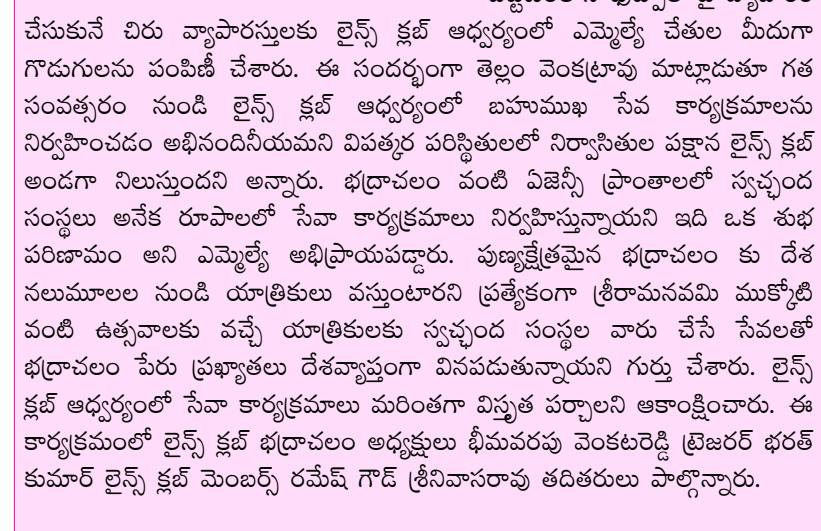 చేసుకునే చిరు వ్యాపారస్తులకు లైన్స్ క్లబ్ ఆధ్వర్యంలో ఎమ్మెల్యే చేతుల మీదుగా
గొడుగులను పంపిణీ చేశారు. ఈ సందర్భంగా తెల్లం వెంకట్రావు మాట్లాడుతూ గత
సంవత్సరం నుండి లైన్స్ క్లబ్ ఆధ్వర్యంలో బహుముఖ సేవ కార్యక్రమాలను
నిర్వహించడం అభినందినీయమని విపత్కర పరిస్థితులలో నిర్వాసితుల పక్షాన లైన్స్ క్లబ్
అండగా నిలుస్తుందని అన్నారు. భద్రాచలం వంటి ఏజెన్సీ ప్రాంతాలలో స్వచ్ఛంద
సంస్థలు అనేక రూపాలలో సేవా కార్యక్రమాలు నిర్వహిస్తున్నాయని ఇది ఒక శుభ
పరిణామం అని ఎమ్మెల్యే అభిప్రాయపడ్డారు. పుణ్యక్షేత్రమైన భద్రాచలం కు దేశ
నలుమూలల నుండి యాత్రికులు వస్తుంటారని ప్రత్యేకంగా శ్రీరామనవమి ముక్కోటి
వంటి ఉత్సవాలకు వచ్చే యాత్రికులకు స్వచ్ఛంద సంస్థల వారు చేసే సేవలతో
భద్రాచలం పేరు ప్రఖ్యాతలు దేశవ్యాప్తంగా వినపడుతున్నాయని గుర్తు చేశారు. లైన్స్
క్లబ్ ఆధ్వర్యంలో సేవా కార్యక్రమాలు మరింతగా విస్తృత పర్చాలని ఆకాంక్షించారు. ఈ
కార్యక్రమంలో లైన్స్ క్లబ్ భద్రాచలం అధ్యక్షులు భీమవరపు వెంకటరెడ్డి ట్రెజరర్ భరత్
కుమార్ లైన్స్ క్లబ్ మెంబర్స్ రమేష్ గౌడ్ శ్రీనివాసరావు తదితరులు పాల్గొన్నారు.